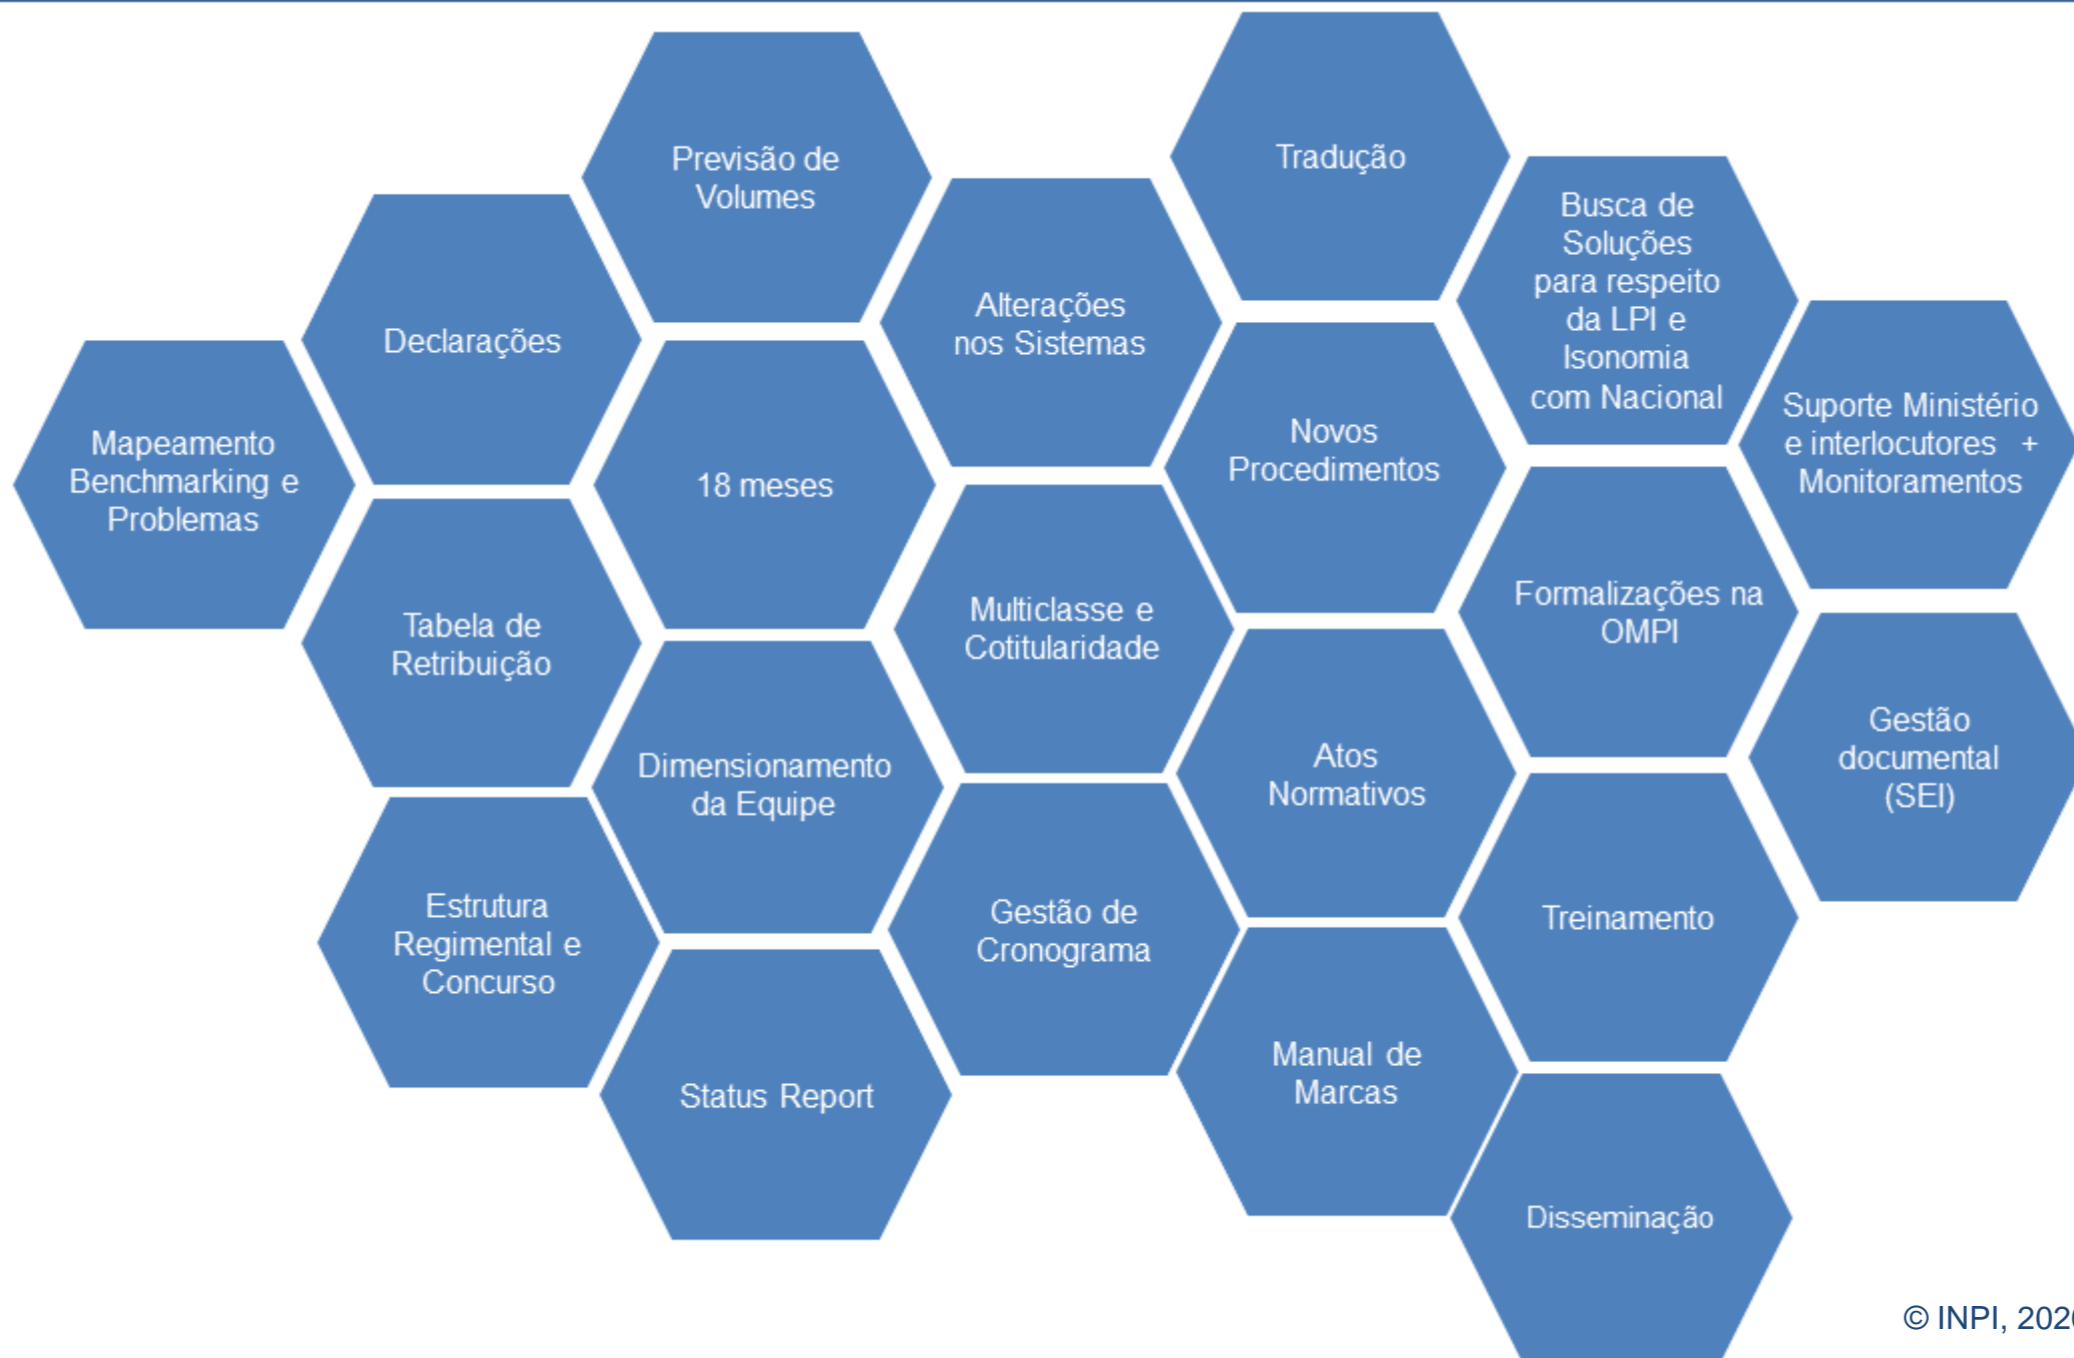 Previsão de
Volumes
Tradução
Busca de
Soluções
para respeito
da LPI e
Isonomia
com Nacional
Declarações
Alterações
nos Sistemas
Mapeamento
Benchmarking e
Problemas
18 meses
Novos
Procedimentos
Suporte Ministério
e interlocutores +
Monitoramentos
Tabela de
Retribuição
Multiclasse e
Cotitularidade
Formalizações na
OMPI
Dimensionamento
da Equipe
Atos
Normativos
Gestão
documental
(SEI)
Estrutura
Regimental e
Concurso
Gestão de
Cronograma
Treinamento
Status Report
Manual de
Marcas
Disseminação
© INPI, 2020